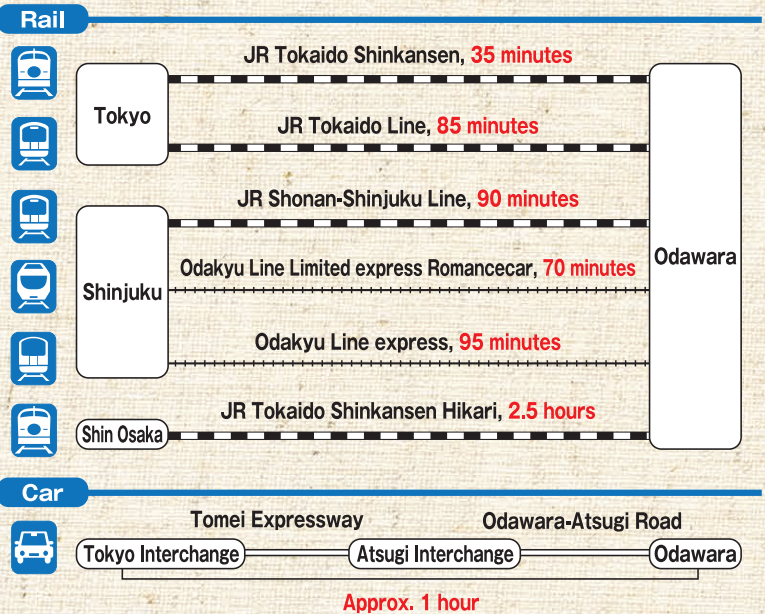 Rail
JR Tokaido Shinkansen, 35 minutes
Tokyo
JR Tokaido Line, 85 minutes
JR Shonan-Shinjuku Line, 90 minutes
Odakyu Line Limited express Romancecar, 70 minutes
Shinjuku
Odawara
Odakyu Line express, 95 minutes
JR Tokaido Shinkansen Hikari, 2.5 hours
Shin Osaka
Car
Tomei Expressway
Odawara-Atsugi Road
Tokyo Interchange
Atsugi Interchange
Odawara
Approx. 1 hour